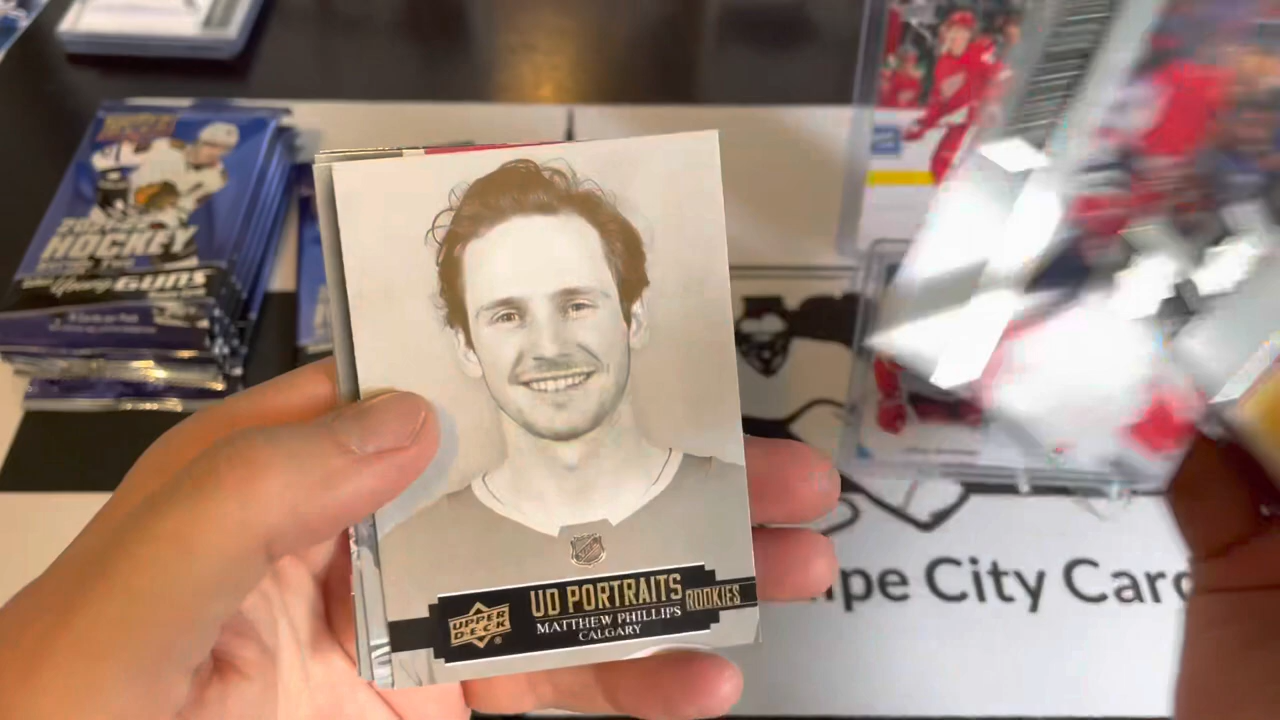 HOCKEY
Young GUNS
UPPER
DECK
UD PORTRAITS
ROOKIES
MATTHEW PHILLIPS
CALGARY
pe City Card